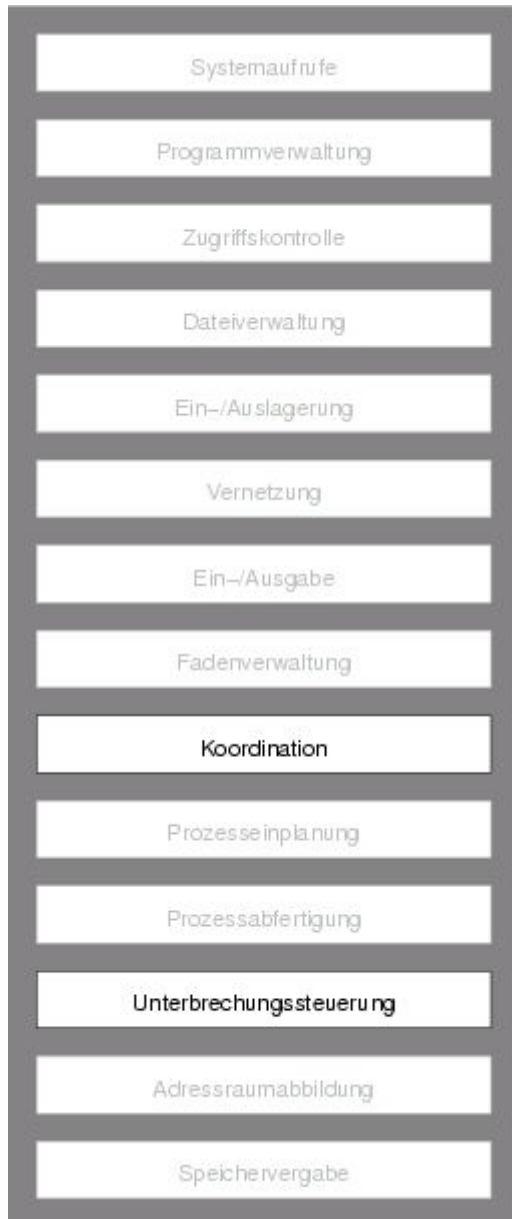 Systemaufrufe
Programmverwaltung
Zugriffskontrolle
Dateiverwaltung
Ein–/Auslagerung
Vernetzung
Ein–/Ausgabe
Fadenverwaltung
Koordination
Prozesseinplanung
Prozessabfertigung
Unterbrechungssteuerung
Adressraumabbildung
Speichervergabe